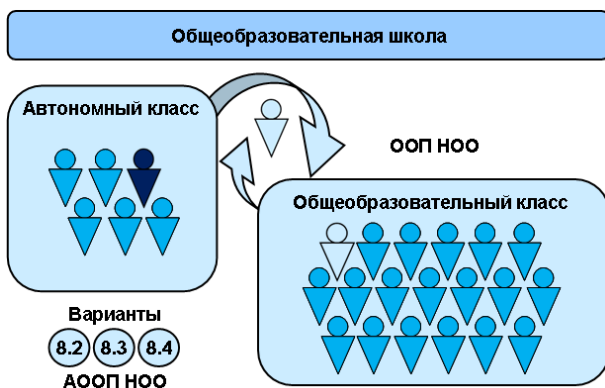 Общеобразовательная школа
Автономный класс
ООП НОО
Общеобразовательный класс
Варианты
8.2 8.3 8.4
АООП НОО